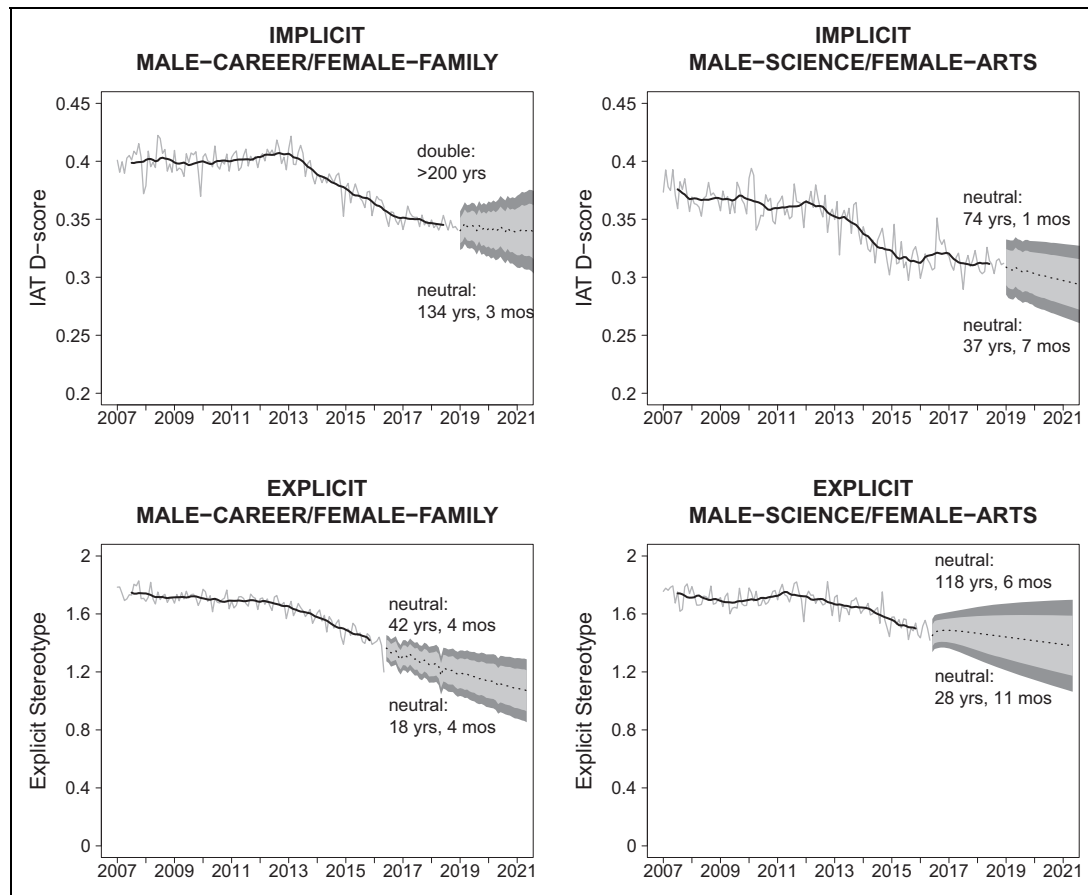 IMPLICIT
MALE−CAREER/FEMALE−FAMILY
IAT D−score
0.45
0.4
0.35
0.3
0.25
0.2
double:
>200 yrs
neutral:
134 yrs, 3 mos
2007 2009 2011 2013 2015 2017 2019 2021
IMPLICIT
MALE−SCIENCE/FEMALE−ARTS
IAT D−score
0.45
0.4
0.35
0.3
0.25
0.2
neutral:
74 yrs, 1 mos
neutral:
37 yrs, 7 mos
2007 2009 2011 2013 2015 2017 2019 2021
EXPLICIT
MALE−CAREER/FEMALE−FAMILY
Explicit Stereotype
2
1.6
1.2
0.8
0.4
0
neutral:
42 yrs, 4 mos
neutral:
18 yrs, 4 mos
2007 2009 2011 2013 2015 2017 2019 2021
EXPLICIT
MALE−SCIENCE/FEMALE−ARTS
Explicit Stereotype
2
1.6
1.2
0.8
0.4
0
neutral:
118 yrs, 6 mos
neutral:
28 yrs, 11 mos
2007 2009 2011 2013 2015 2017 2019 2021